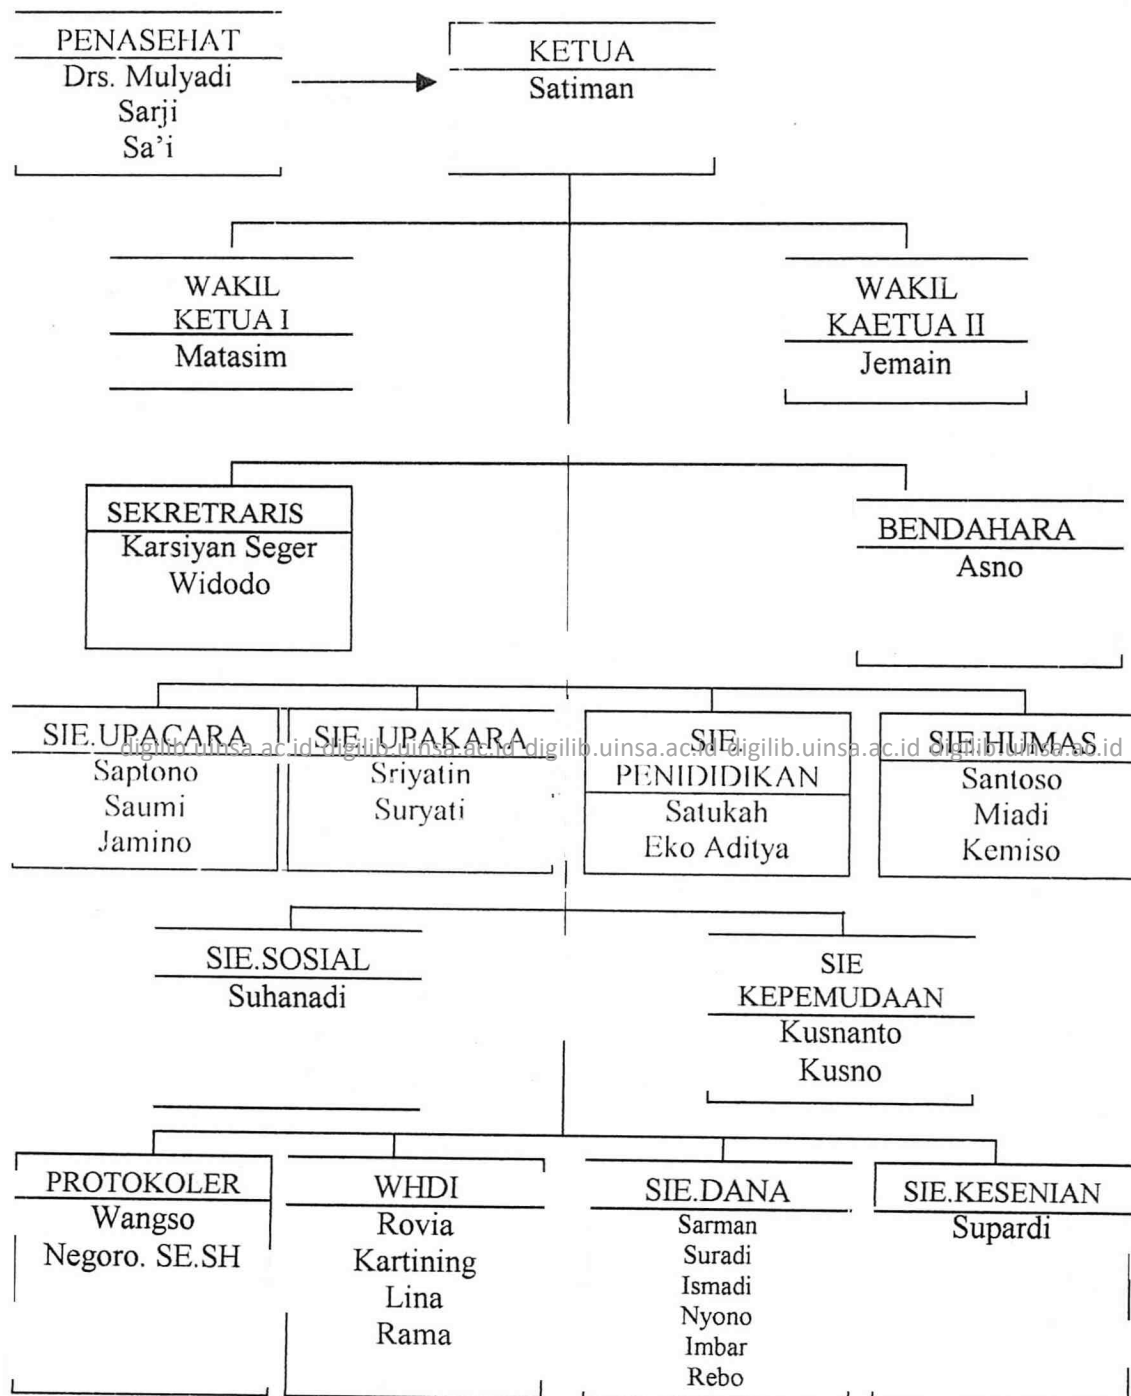 PENASEHAT
Drs. Mulyadi
Sarji
Sa'i
KETUA
Satiman
WAKIL
KETUA I
Matasim
WAKIL
KAETUA II
Jemain
SEKRETRARIS
Karsiyan Seger
Widodo
BENDAHARA
Asno
SIE.UPACARA
Saptono
Saumi
Jamino
SIE. UPAKARA
Sriyatin
Suryati
SIE.
PENIDIDIKAN
Satukah
Eko Aditya
SIE.HUMAS
Santoso
Miadi
Kemiso
digilib.uinsa.ac.id digilib.uinsa.ac.id digilib.uinsa.ac.id digilib.uinsa.ac.id digilib.uinsa.ac.id
SIE.SOSIAL
Suhanadi
SIE
KEPEMUDAAN
Kusnanto
Kusno
PROTOKOLER
Wangso
Negoro. SE.SH
WHDI
Rovia
Kartining
Lina
Rama
SIE.DANA
Sarman
Suradi
Ismadi
Nyono
Imbar
Rebo
SIE.KESENIAN
Supardi